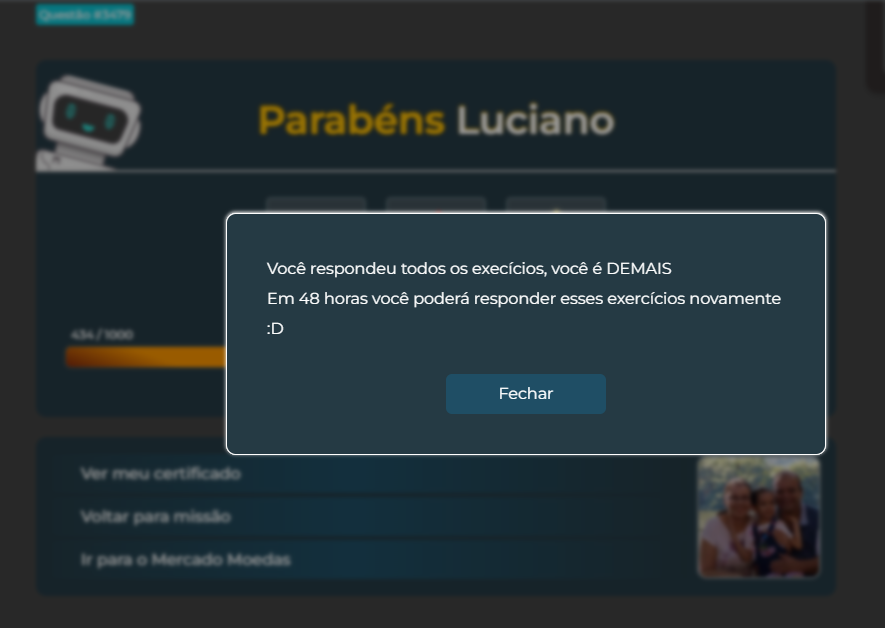 Questão #3479
Parabéns Luciano
Você respondeu todos os execícios, você é DEMAIS
Em 48 horas você poderá responder esses exercícios novamente
:D
434 / 1000
Fechar
Ver meu certificado
Voltar para missão
Ir para o Mercado Moedas